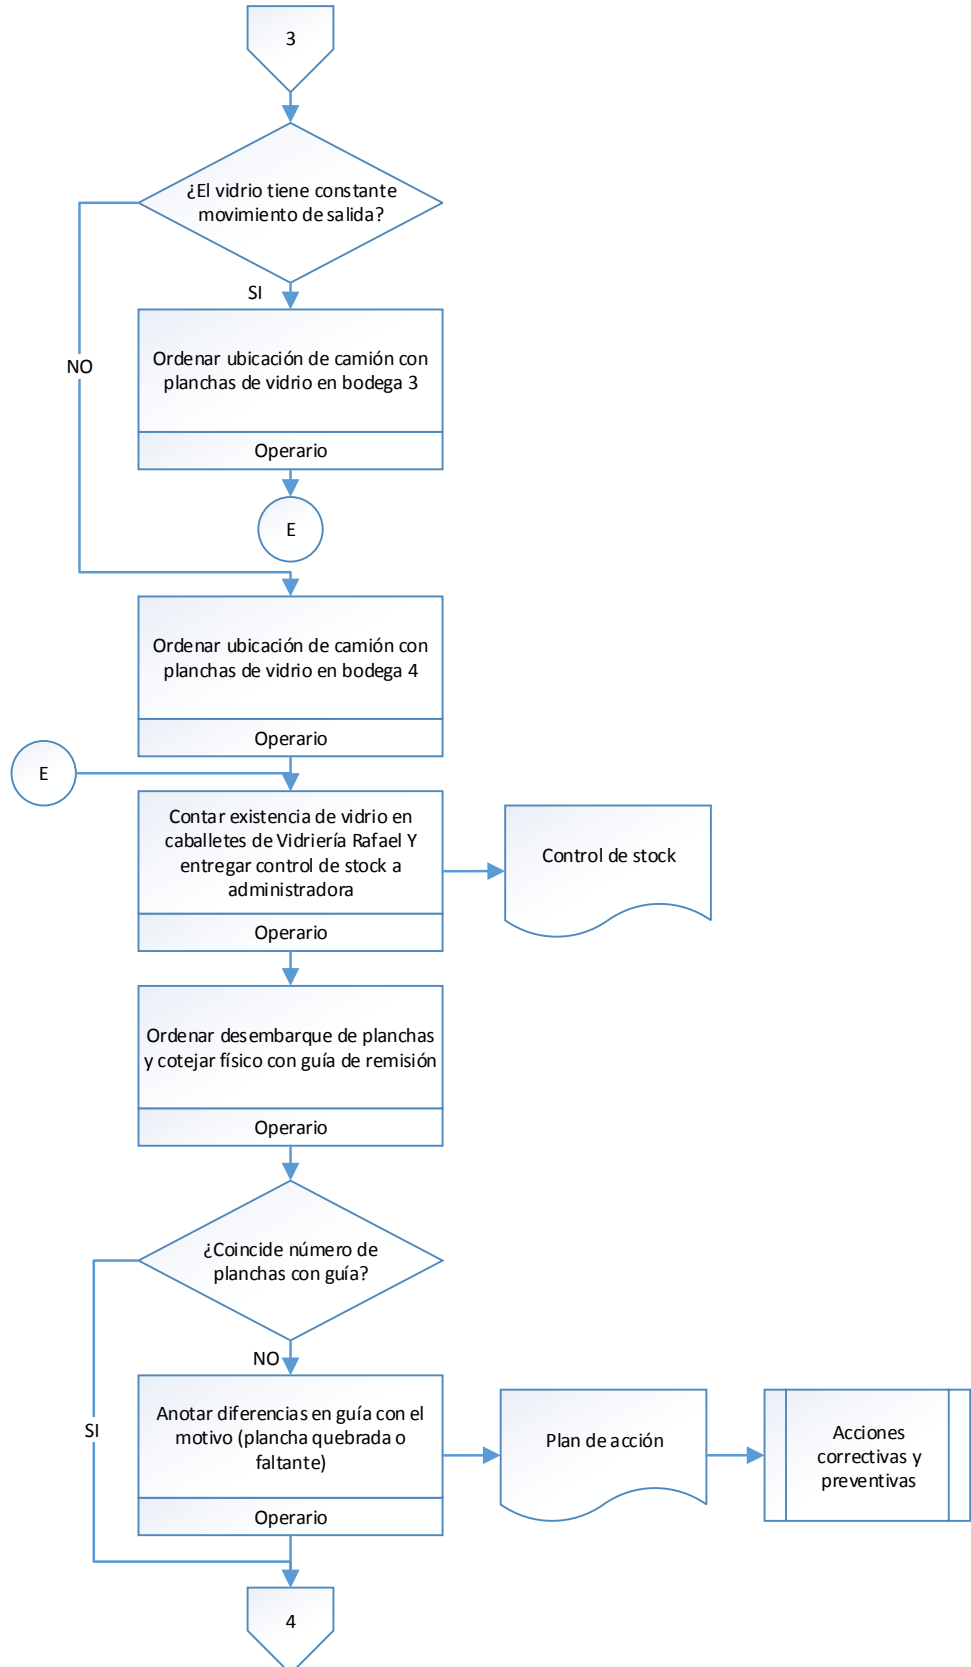 3
¿El vidrio tiene constante
movimiento de salida?
SI
NO
Ordenar ubicación de camión con
planchas de vidrio en bodega 3
Operario
E
Ordenar ubicación de camión con
planchas de vidrio en bodega 4
Operario
E
Contar existencia de vidrio en
caballetes de Vidriería Rafael Y
entregar control de stock a
administradora
Operario
Control de stock
Ordenar desembarque de planchas
y cotejar físico con guía de remisión
Operario
¿Coincide número de
planchas con guía?
NO
SI
Anotar diferencias en guía con el
motivo (plancha quebrada o
faltante)
Operario
Plan de acción
Acciones
correctivas y
preventivas
4